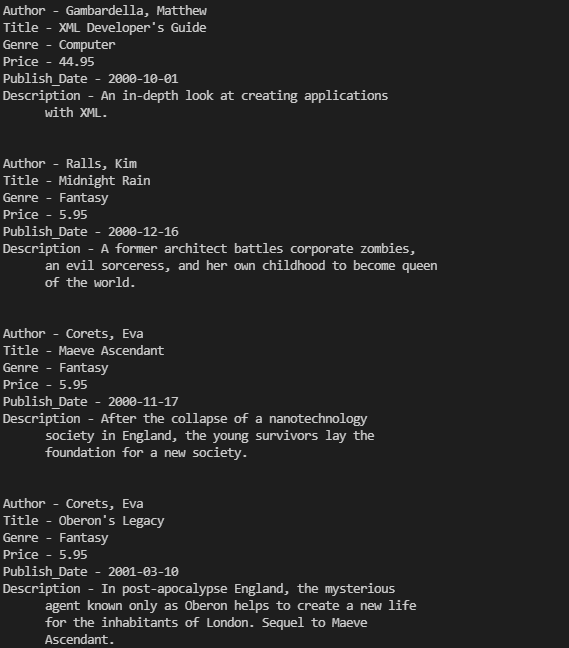 Author - Gambardella, Matthew
Title - XML Developer's Guide
Genre - Computer
Price - 44.95
Publish_Date - 2000-10-01
Description - An in-depth look at creating applications
with XML.
Author - Ralls, Kim
Title - Midnight Rain
Genre - Fantasy
Price - 5.95
Publish_Date - 2000-12-16
Description - A former architect battles corporate zombies,
an evil sorceress, and her own childhood to become queen
of the world.
Author - Corets, Eva
Title - Maeve Ascendant
Genre - Fantasy
Price - 5.95
Publish_Date - 2000-11-17
Description - After the collapse of a nanotechnology
society in England, the young survivors lay the
foundation for a new society.
Author - Corets, Eva
Title - Oberon's Legacy
Genre - Fantasy
Price - 5.95
Publish_Date - 2001-03-10
Description - In post-apocalypse England, the mysterious
agent known only as Oberon helps to create a new life
for the inhabitants of London. Sequel to Maeve
Ascendant.